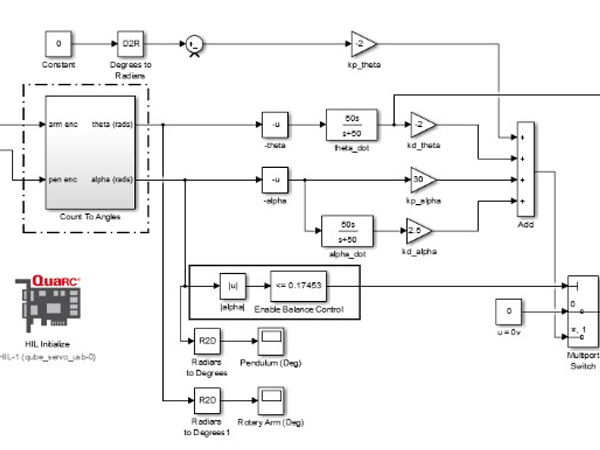 0
D2R
-2
Constant
Degrees to
Radians
kp_theta
arm enc
theta (rads)
-u
50s
s+50
-2
-theta
theta_dot
kd_theta
pen enc
alpha (rads)
-u
30
-alpha
kp_alpha
Count To Angles
Add
50s
s+50
2.5
alpha_dot
kd_alpha
QuaRC
|u|
<= 0.17453
|alpha|
Enable Balance Control
0
u = 0v
0
*, 1
Multiport
Switch
HIL Initialize
HIL-1 (qube_servo_usb-0)
R2D
Radians
to Degrees
Pendulum (Deg)
R2D
Radians
to Degrees1
Rotary Arm (Deg)